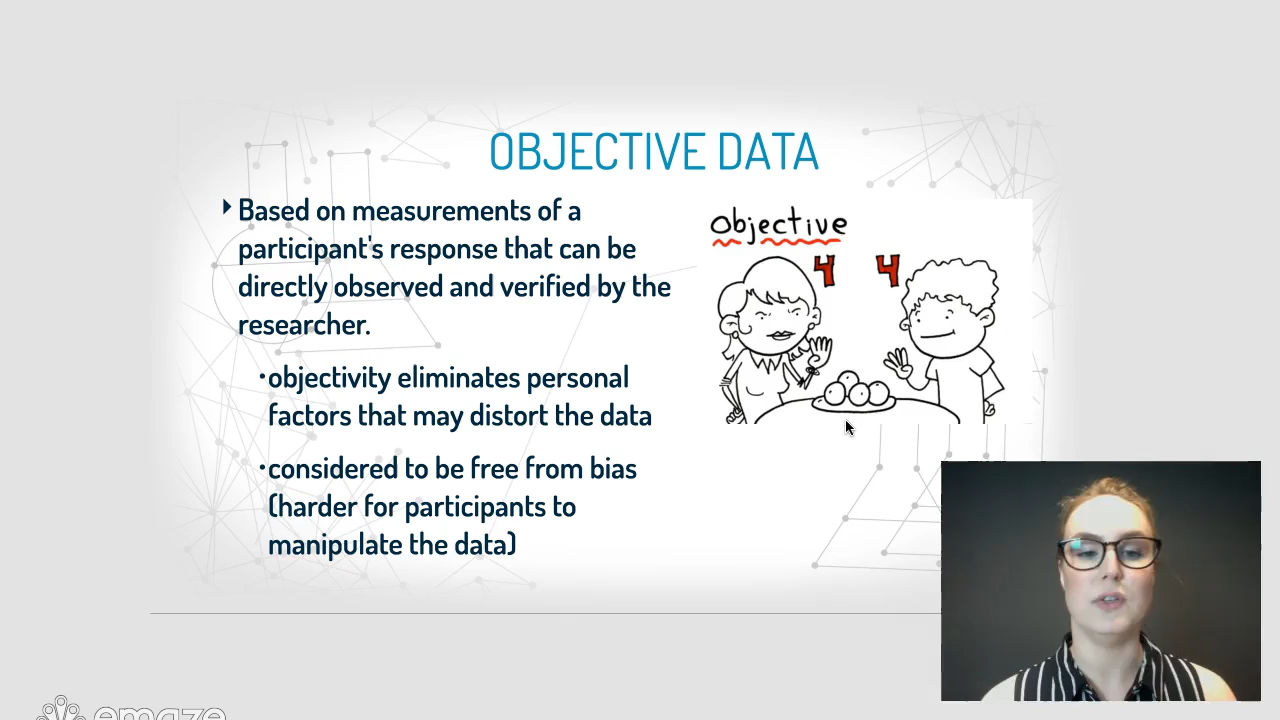 OBJECTIVE DATA
Based on measurements of a
participant's response that can be
directly observed and verified by the
researcher.
•objectivity eliminates personal
factors that may distort the data
•considered to be free from bias
(harder for participants to
manipulate the data)
Objective
4 4
emaze